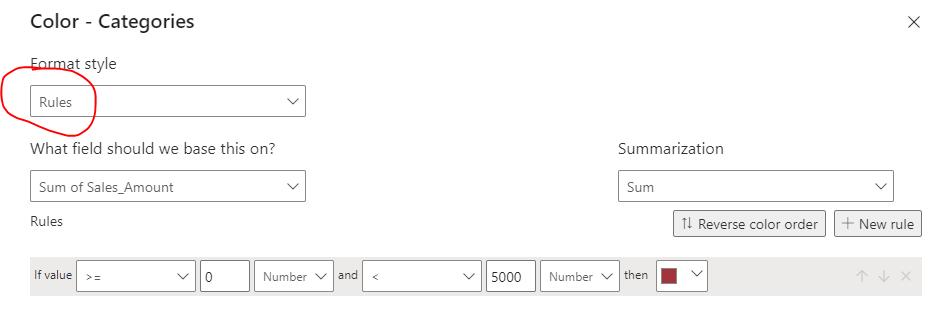 Color - Categories
Format style
Rules
What field should we base this on?
Summarization
Sum of Sales_Amount
Sum
Rules
Reverse color order
New rule
If value >= 0 Number and < 5000 Number then